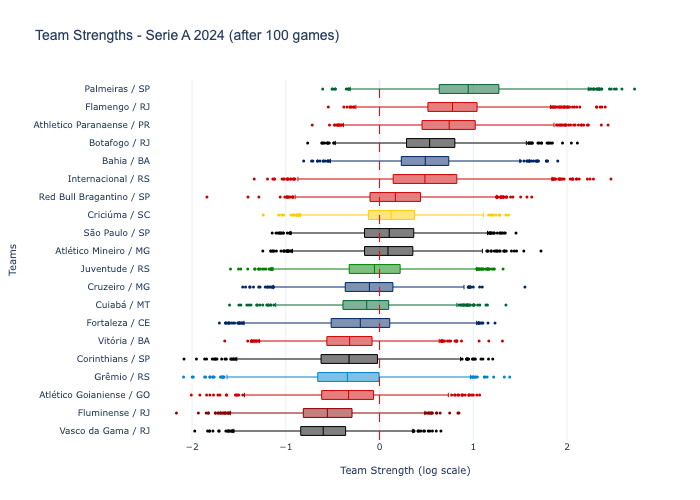 Team Strengths - Serie A 2024 (after 100 games)
Palmeiras / SP
Flamengo / RJ
Athletico Paranaense / PR
Botafogo / RJ
Bahia / BA
Internacional / RS
Red Bull Bragantino / SP
Criciúma / SC
São Paulo / SP
Atlético Mineiro / MG
Juventude / RS
Cruzeiro / MG
Cuiabá / MT
Fortaleza / CE
Vitória / BA
Corinthians / SP
Grêmio / RS
Atlético Goianiense / GO
Fluminense / RJ
Vasco da Gama / RJ
Teams
−2 −1 0 1 2
Team Strength (log scale)